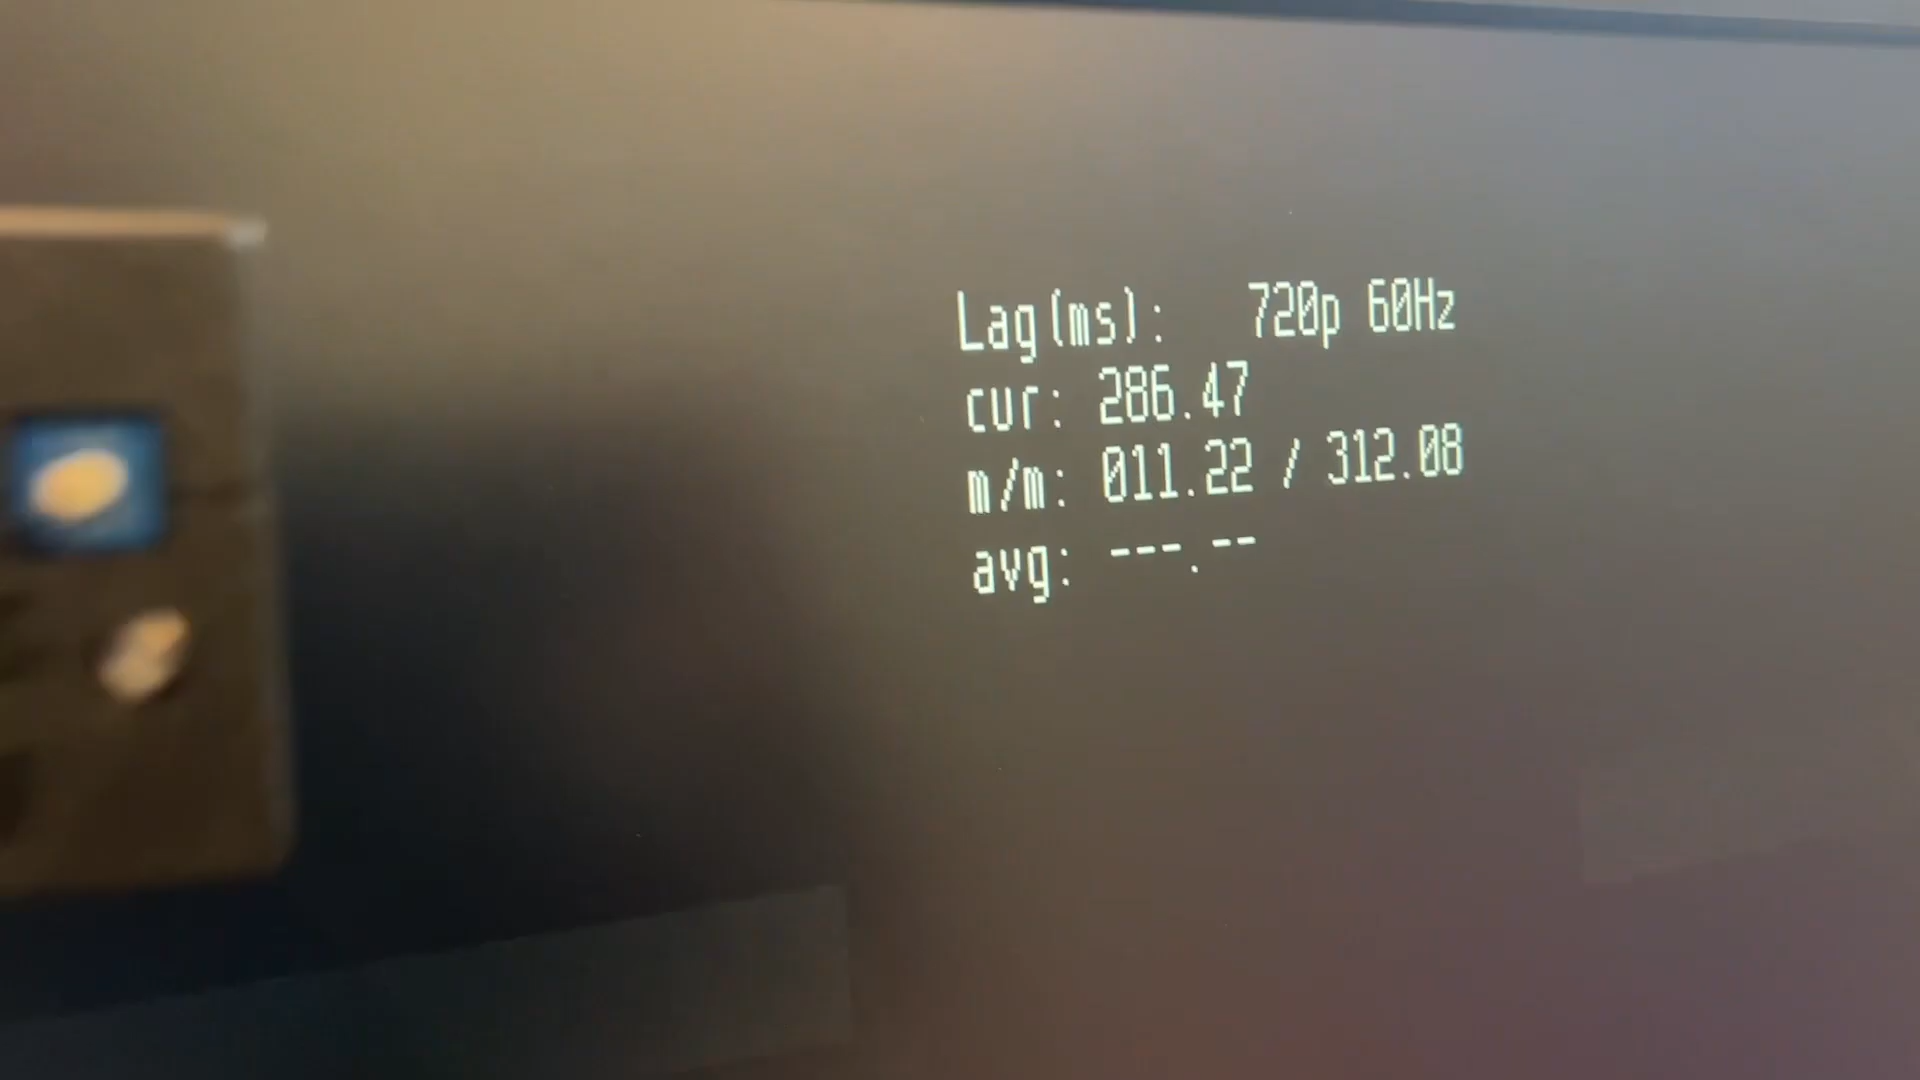 Lag(ms): 720p 60Hz
cur: 286.47
m/m: 011.22 / 312.08
avg: ---.--